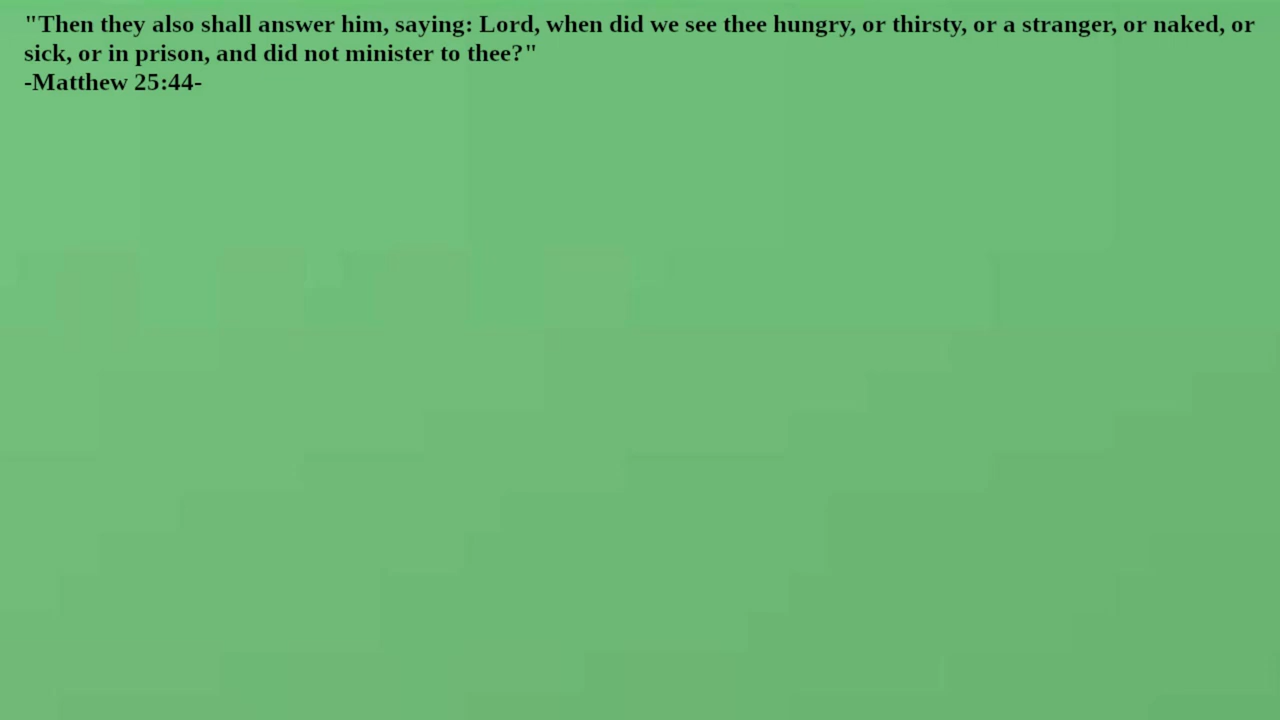 "Then they also shall answer him, saying: Lord, when did we see thee hungry, or thirsty, or a stranger, or naked, or
sick, or in prison, and did not minister to thee?"
-Matthew 25:44-